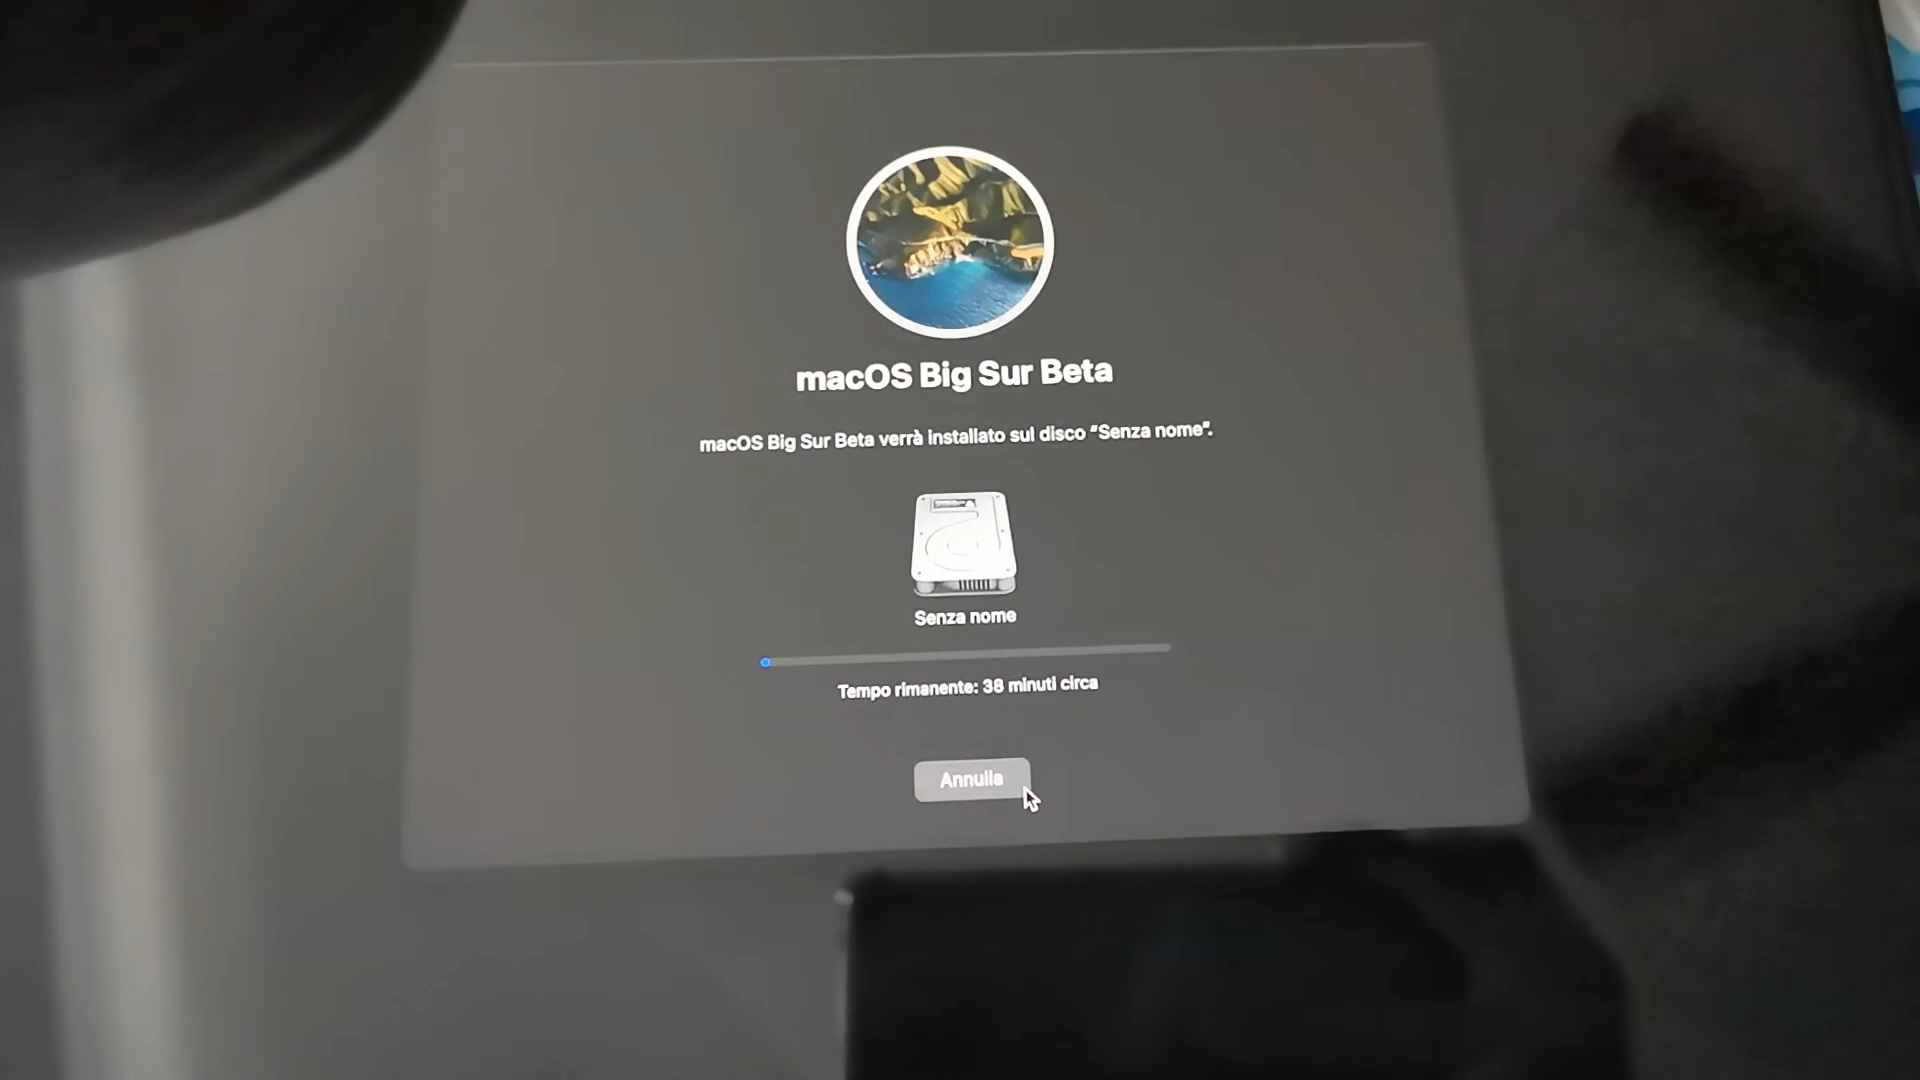 macOS Big Sur Beta
macOS Big Sur Beta verrà installato sul disco “Senza nome”.
Senza nome
Tempo rimanente: 38 minuti circa
Annulla